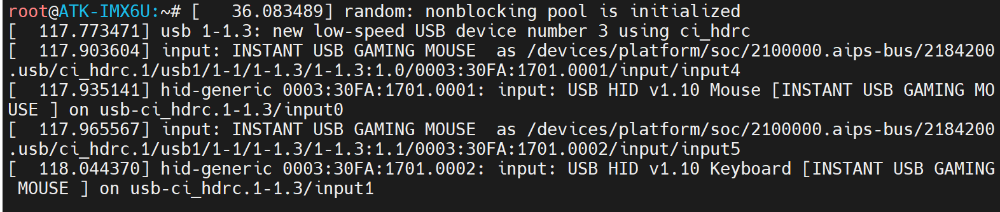 root@ATK-IMX6U:~# [   36.083489] random: nonblocking pool is initialized
[  117.773471] usb 1-1.3: new low-speed USB device number 3 using ci_hdrc
[  117.903604] input: INSTANT USB GAMING MOUSE  as /devices/platform/soc/2100000.aips-bus/2184200
.usb/ci_hdrc.1/usb1/1-1/1-1.3/1-1.3:1.0/0003:30FA:1701.0001/input/input4
[  117.935141] hid-generic 0003:30FA:1701.0001: input: USB HID v1.10 Mouse [INSTANT USB GAMING MO
USE ] on usb-ci_hdrc.1-1.3/input0
[  117.965567] input: INSTANT USB GAMING MOUSE  as /devices/platform/soc/2100000.aips-bus/2184200
.usb/ci_hdrc.1/usb1/1-1/1-1.3/1-1.3:1.1/0003:30FA:1701.0002/input/input5
[  118.044370] hid-generic 0003:30FA:1701.0002: input: USB HID v1.10 Keyboard [INSTANT USB GAMING
 MOUSE ] on usb-ci_hdrc.1-1.3/input1